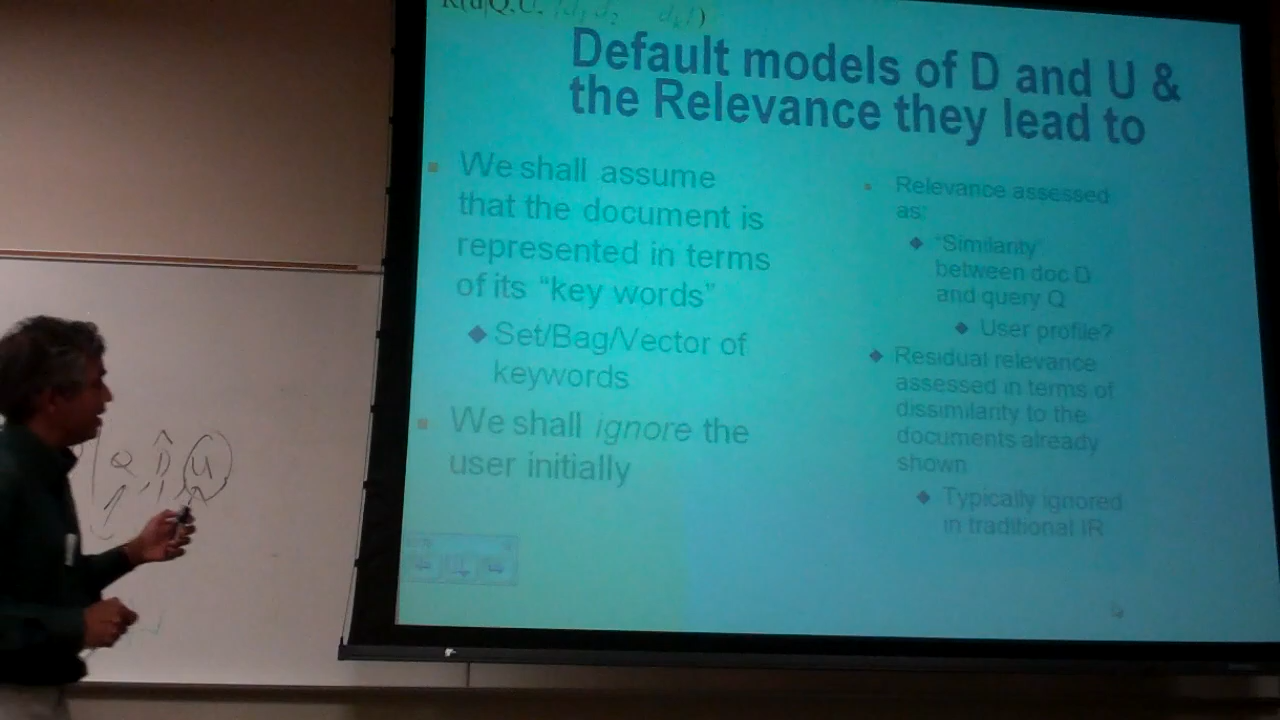 R(d|Q,U, {d1 d2 dk})
Default models of D and U &
the Relevance they lead to
We shall assume
that the document is
represented in terms
of its “key words”
Set/Bag/Vector of
keywords
We shall ignore the
user initially
Relevance assessed
as:
“Similarity”
between doc D
and query Q
User profile?
Residual relevance
assessed in terms of
dissimilarity to the
documents already
shown
Typically ignored
in traditional IR
Q, D, U